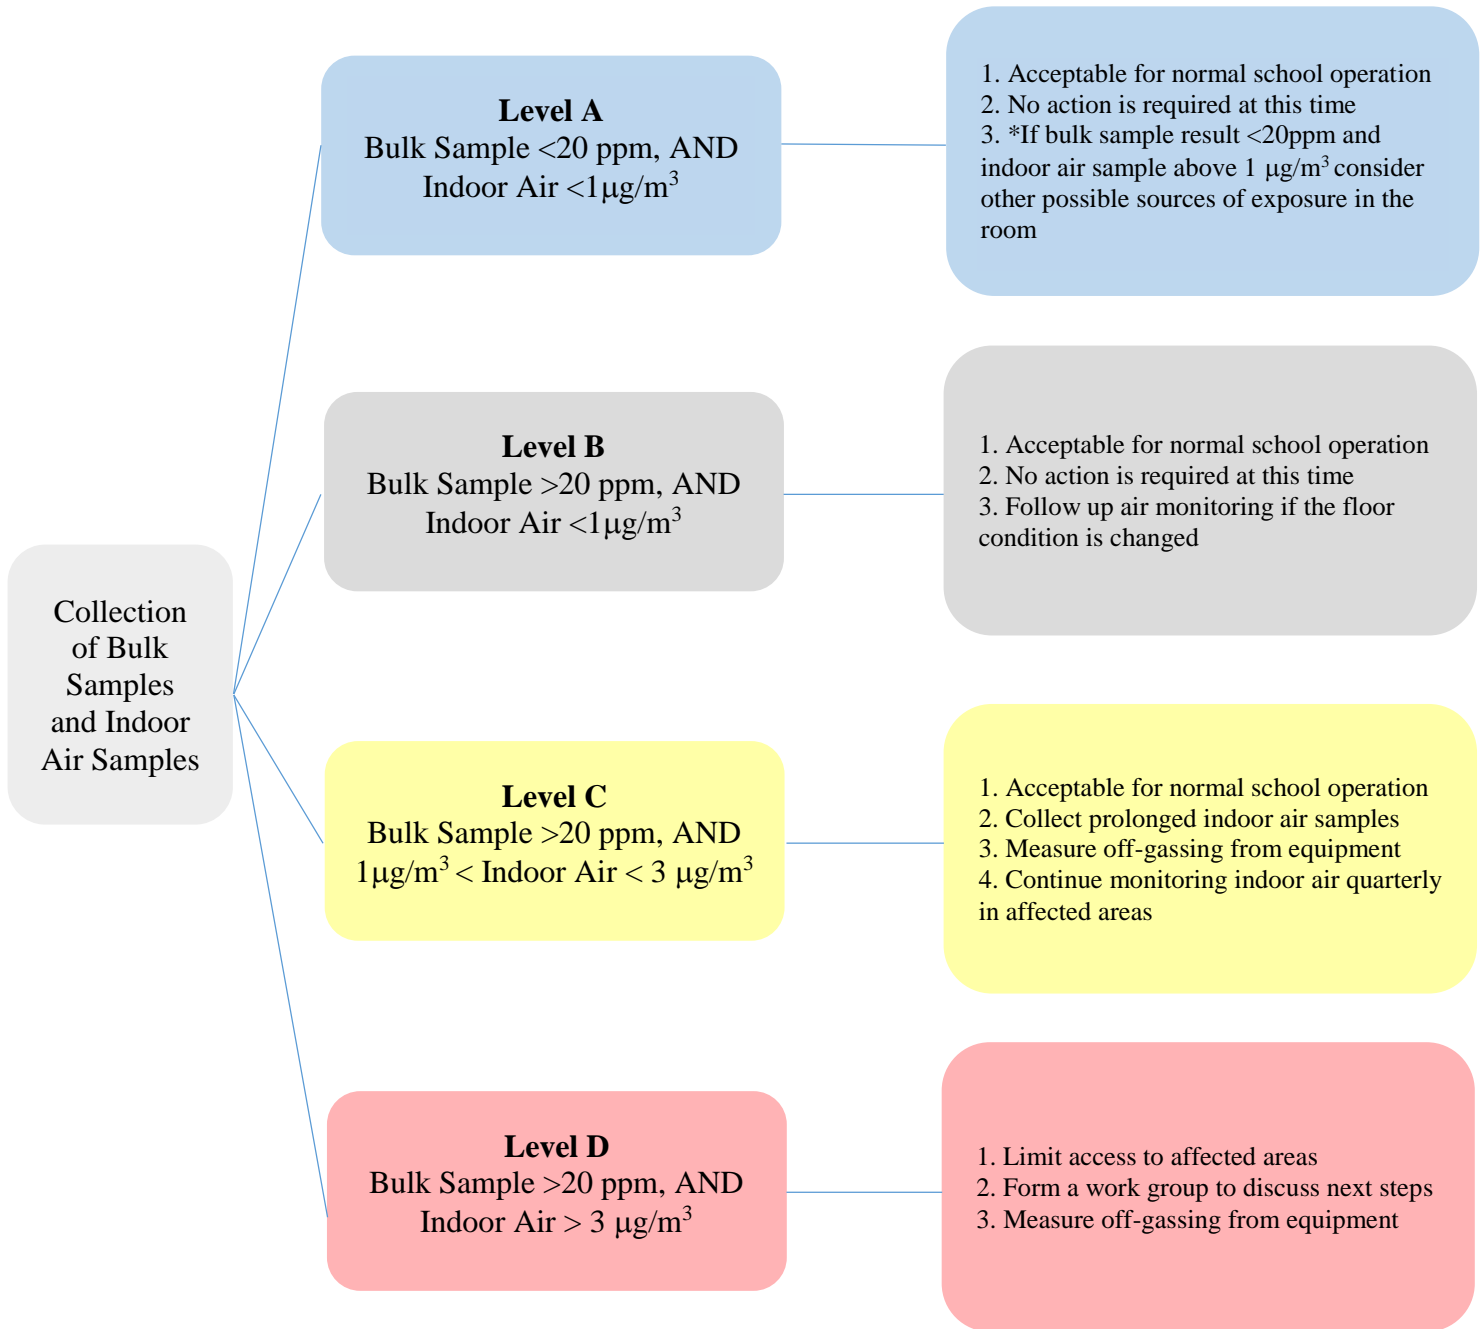 Collection
of Bulk
Samples
and Indoor
Air Samples
Level A
Bulk Sample <20 ppm, AND
Indoor Air <1μg/m³
1. Acceptable for normal school operation
2. No action is required at this time
3. *If bulk sample result <20ppm and
indoor air sample above 1 μg/m³ consider
other possible sources of exposure in the
room
Level B
Bulk Sample >20 ppm, AND
Indoor Air <1μg/m³
1. Acceptable for normal school operation
2. No action is required at this time
3. Follow up air monitoring if the floor
condition is changed
Level C
Bulk Sample >20 ppm, AND
1μg/m³ < Indoor Air < 3 μg/m³
1. Acceptable for normal school operation
2. Collect prolonged indoor air samples
3. Measure off-gassing from equipment
4. Continue monitoring indoor air quarterly
in affected areas
Level D
Bulk Sample >20 ppm, AND
Indoor Air > 3 μg/m³
1. Limit access to affected areas
2. Form a work group to discuss next steps
3. Measure off-gassing from equipment